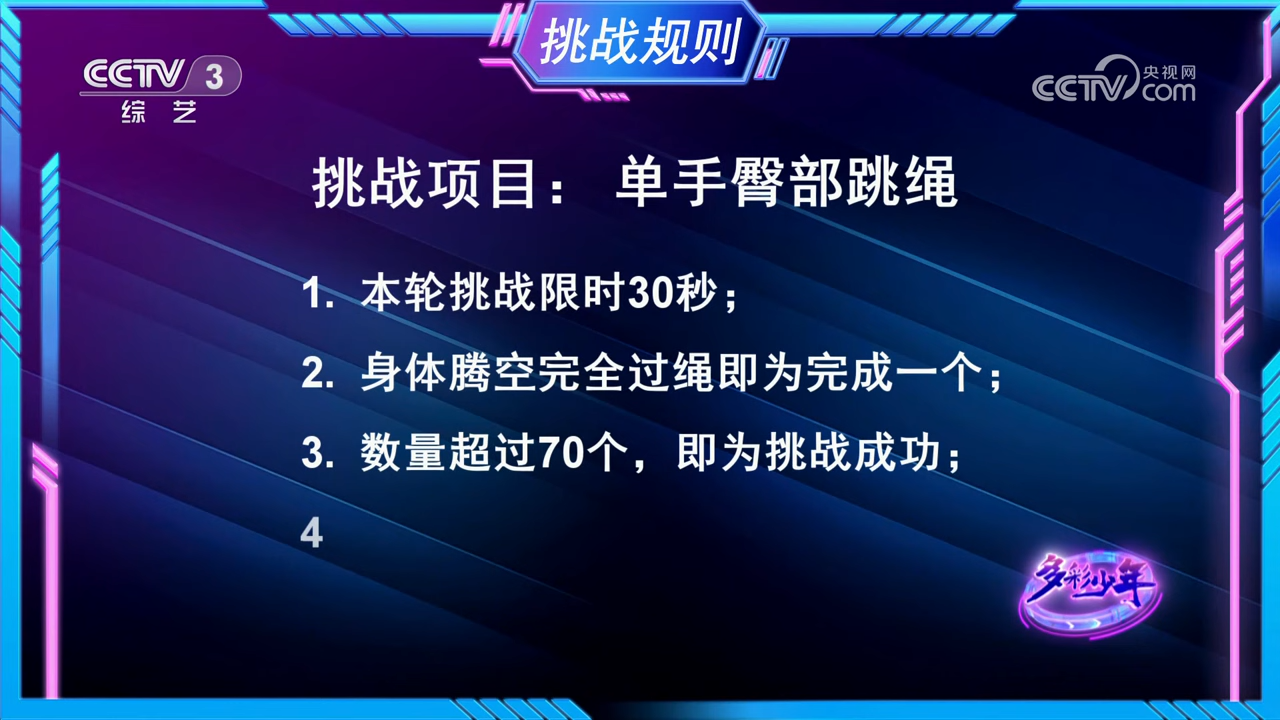 挑战规则
CCTV 3
综艺
央视网
CCTV.com
挑战项目： 单手臀部跳绳
1. 本轮挑战限时30秒；
2. 身体腾空完全过绳即为完成一个；
3. 数量超过70个，即为挑战成功；
4
多彩少年